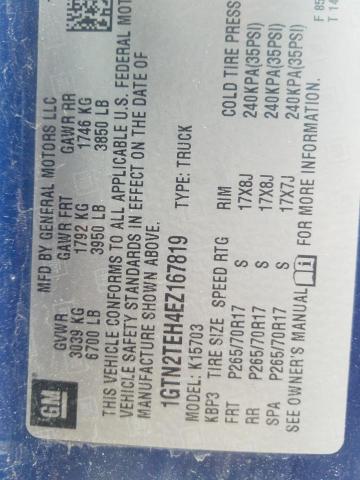 MFD BY GENERAL MOTORS LLC
GVWR GAWR FRT GAWR RR
3039 KG 1792 KG 1746 KG
6700 LB 3950 LB 3850 LB
THIS VEHICLE CONFORMS TO ALL APPLICABLE U.S. FEDERAL MOT
VEHICLE SAFETY STANDARDS IN EFFECT ON THE DATE OF
MANUFACTURE SHOWN ABOVE.
1GTN2TEH4EZ167819
TYPE: TRUCK
MODEL: K15703
KBP3 TIRE SIZE SPEED RTG RIM COLD TIRE PRESS
FRT P265/70R17 S 17X8J 240KPA(35PSI)
RR P265/70R17 S 17X8J 240KPA(35PSI)
SPA P265/70R17 S 17X7J 240KPA(35PSI)
SEE OWNER'S MANUAL i FOR MORE INFORMATION.
GM
F 85
T 14